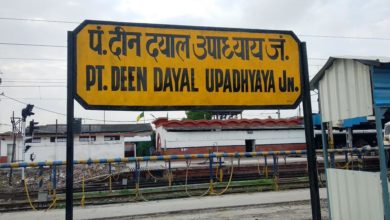 पं. दीन दयाल उपाध्याय जं.
PT. DEEN DAYAL UPADHYAYA JN.